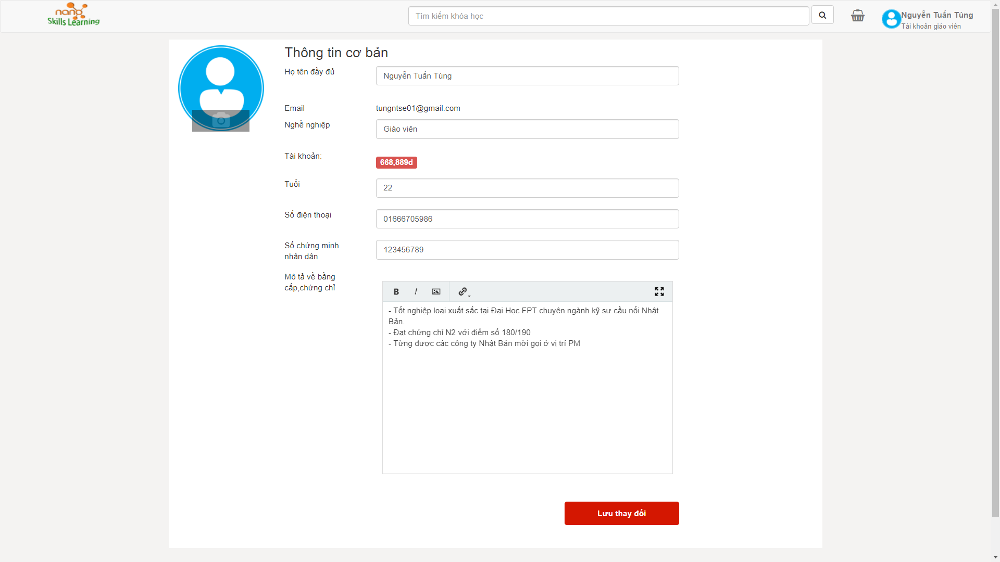 nano
Skills Learning
Tìm kiếm khóa học
Nguyễn Tuấn Tùng
Tài khoản giáo viên
Thông tin cơ bản
Họ tên đầy đủ
Nguyễn Tuấn Tùng
Email
tungntse01@gmail.com
Nghề nghiệp
Giáo viên
Tài khoản:
668,889đ
Tuổi
22
Số điện thoại
01666705986
Số chứng minh
nhân dân
123456789
Mô tả về bằng
cấp,chứng chỉ
B I
- Tốt nghiệp loại xuất sắc tại Đại Học FPT chuyên ngành kỹ sư cầu nối Nhật
Bản.
- Đạt chứng chỉ N2 với điểm số 180/190
- Từng được các công ty Nhật Bản mời gọi ở vị trí PM
Lưu thay đổi